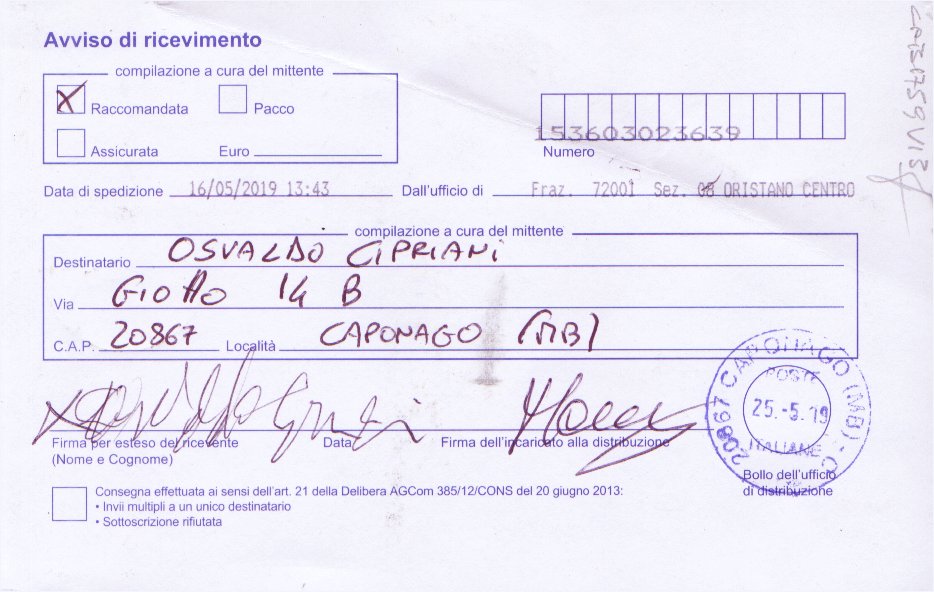 Avviso di ricevimento
compilazione a cura del mittente
X Raccomandata Pacco
Assicurata Euro
153603023639
Numero
Data di spedizione 16/05/2019 13:43 Dall'ufficio di Fraz. 72001 Sez. 08 ORISTANO CENTRO
compilazione a cura del mittente
Destinatario OSVALDO CIPRIANI
Via GIOTTO 14 B
C.A.P. 20867 Località CAPONAGO (MB)
Firma per esteso del ricevente Data Firma dell'incaricato alla distribuzione
(Nome e Cognome)
20867 CAPONAGO (MB)
POSTE
25.-5.19
ITALIANE
Bollo dell'ufficio
di distribuzione
Consegna effettuata ai sensi dell'art. 21 della Delibera AGCom 385/12/CONS del 20 giugno 2013:
• Invii multipli a un unico destinatario
• Sottoscrizione rifiutata